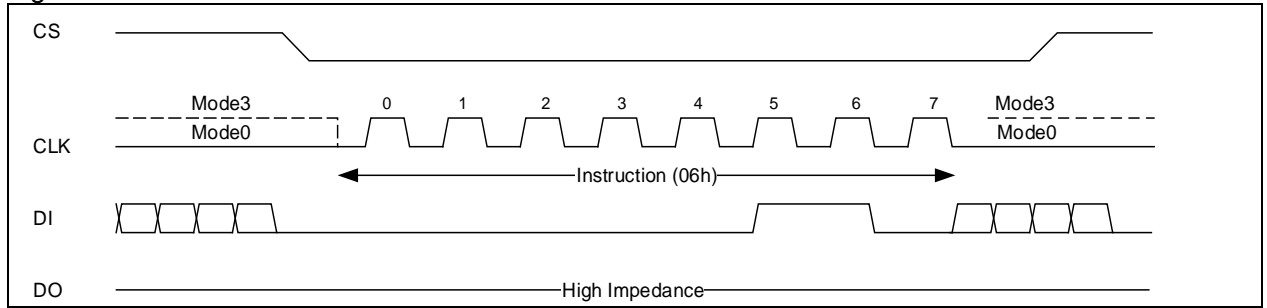 CS
Mode3 0 1 2 3 4 5 6 7 Mode3
Mode0 Mode0
CLK
Instruction (06h)
DI
DO High Impedance